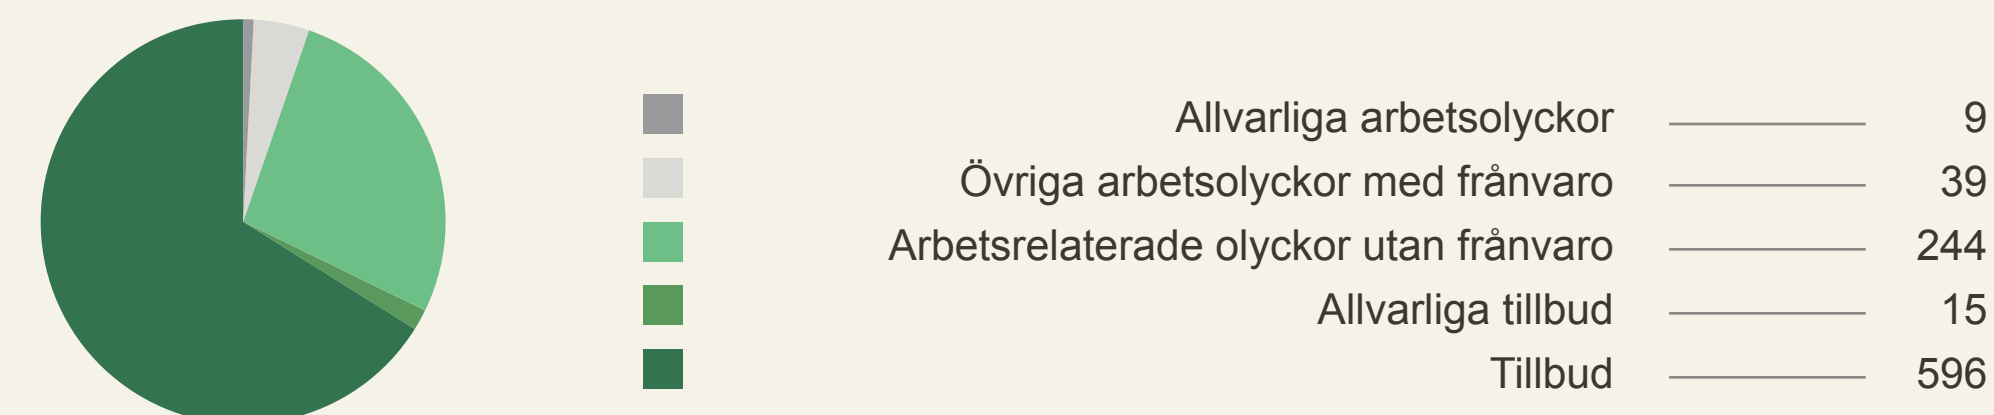 Allvarliga arbetsolyckor 9
Övriga arbetsolyckor med frånvaro 39
Arbetsrelaterade olyckor utan frånvaro 244
Allvarliga tillbud 15
Tillbud 596